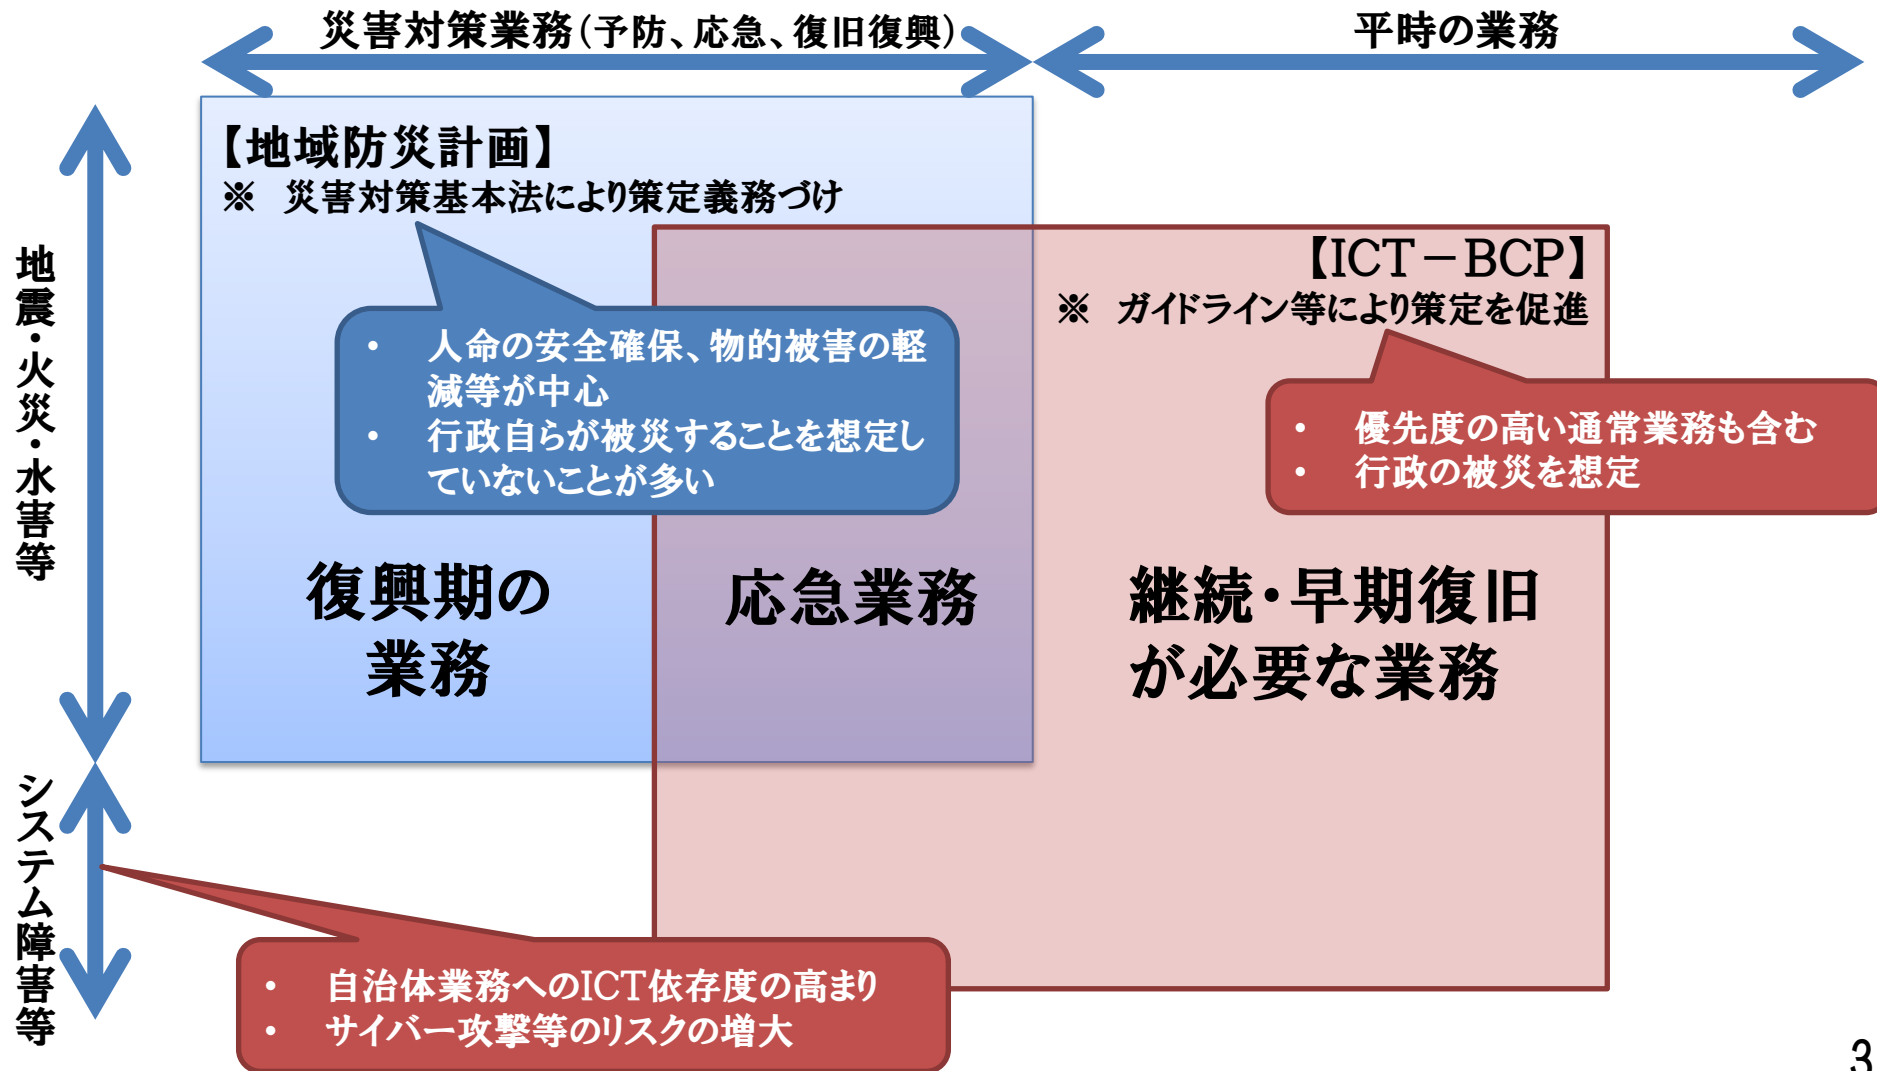 災害対策業務(予防、応急、復旧復興)
平時の業務
【地域防災計画】
※ 災害対策基本法により策定義務づけ
【ICT－BCP】
※ ガイドライン等により策定を促進
地震・火災・水害等
• 人命の安全確保、物的被害の軽
減等が中心
• 行政自らが被災することを想定し
ていないことが多い
• 優先度の高い通常業務も含む
• 行政の被災を想定
復興期の
業務
応急業務
継続・早期復旧
が必要な業務
システム障害等
• 自治体業務へのICT依存度の高まり
• サイバー攻撃等のリスクの増大
3